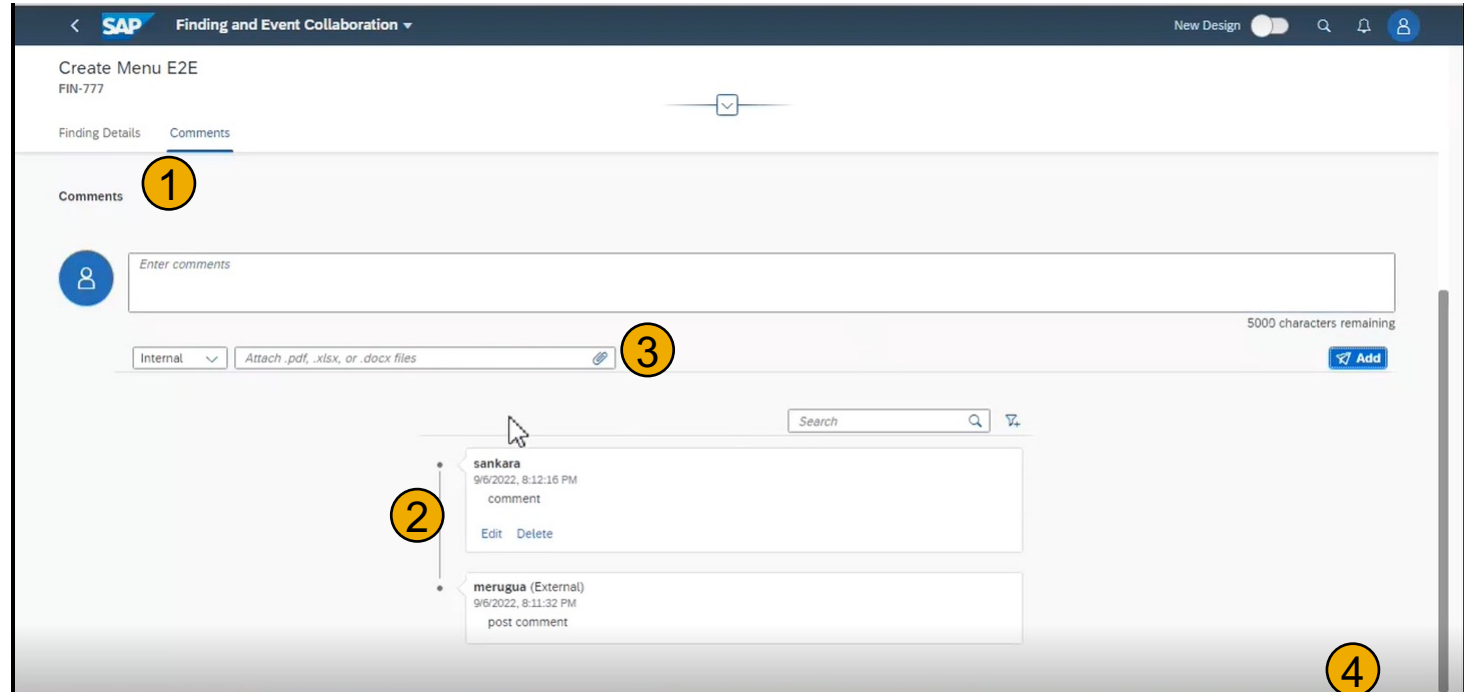 SAP Finding and Event Collaboration New Design
Create Menu E2E
FIN-777
Finding Details Comments
1
Comments
Enter comments
5000 characters remaining
Internal Attach .pdf, .xlsx, or .docx files 3 Add
Search
sankara
9/6/2022, 8:12:16 PM
comment
2
Edit Delete
merugua (External)
9/6/2022, 8:11:32 PM
post comment
4